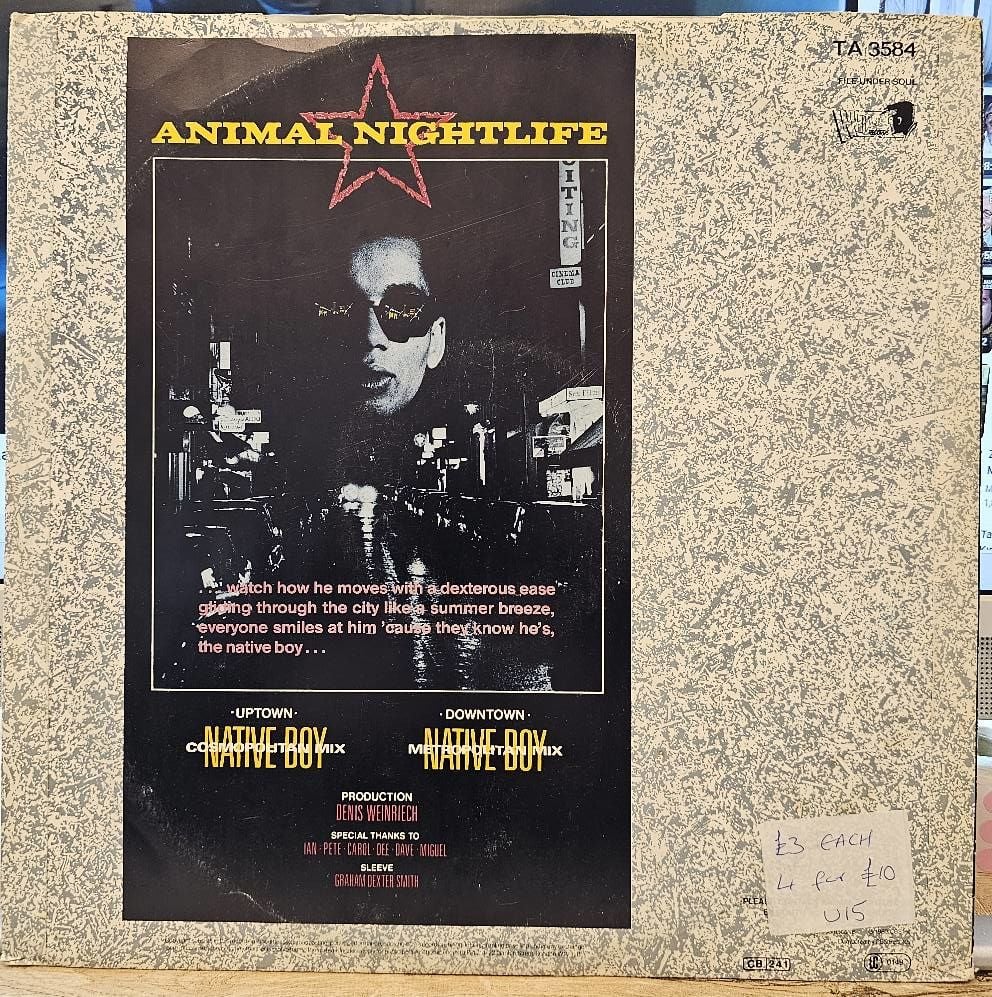 TA 3584
FILE UNDER SOUL
ANIMAL NIGHTLIFE
ITING
CINEMA
CLUB
. . . watch how he moves with a dexterous ease
gliding through the city like a summer breeze,
everyone smiles at him 'cause they know he's,
the native boy . . .
·UPTOWN·
NATIVE BOY
COSMOPOLITAN MIX
·DOWNTOWN·
NATIVE BOY
METROPOLITAN MIX
PRODUCTION
DENIS WEINRIECH
SPECIAL THANKS TO
IAN · PETE · CAROL · DEE · DAVE · MIGUEL
SLEEVE
GRAHAM DEXTER SMITH
£3 EACH
4 for £10
U15
CB 241